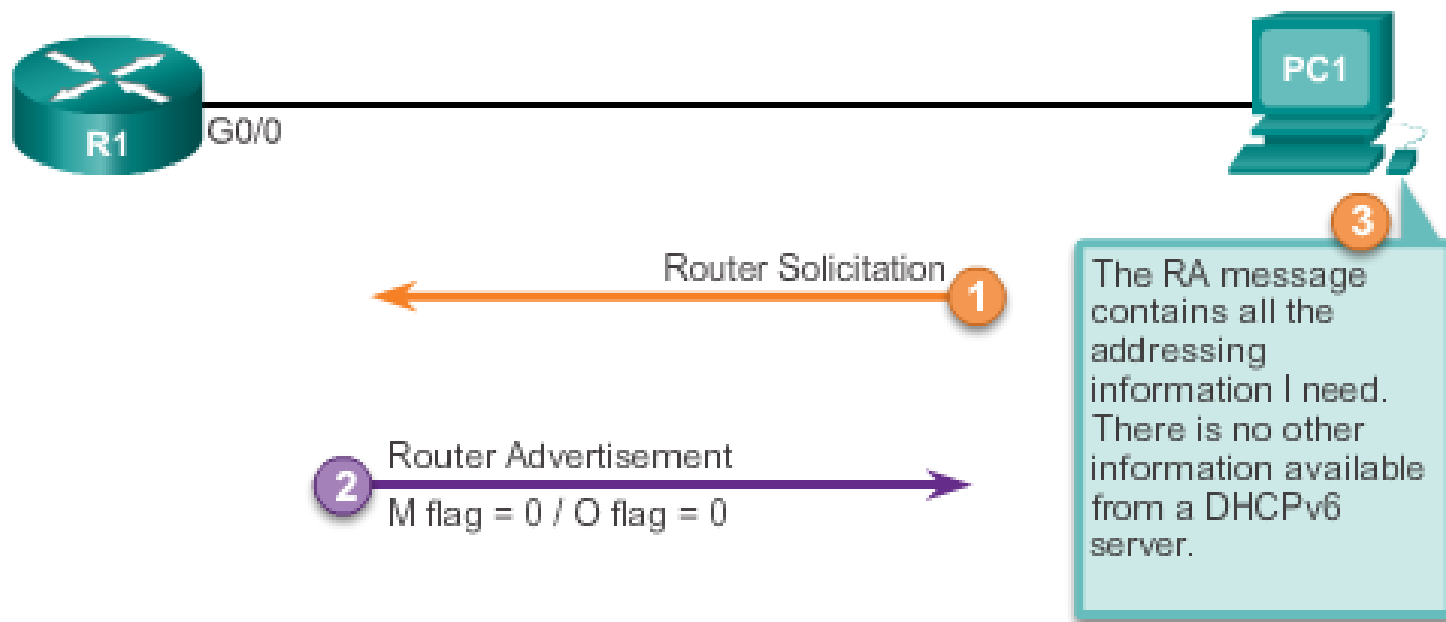 PC1
R1
G0/0
3
Router Solicitation
1
The RA message
contains all the
addressing
information I need.
There is no other
information available
from a DHCPv6
server.
2
Router Advertisement
M flag = 0 / O flag = 0